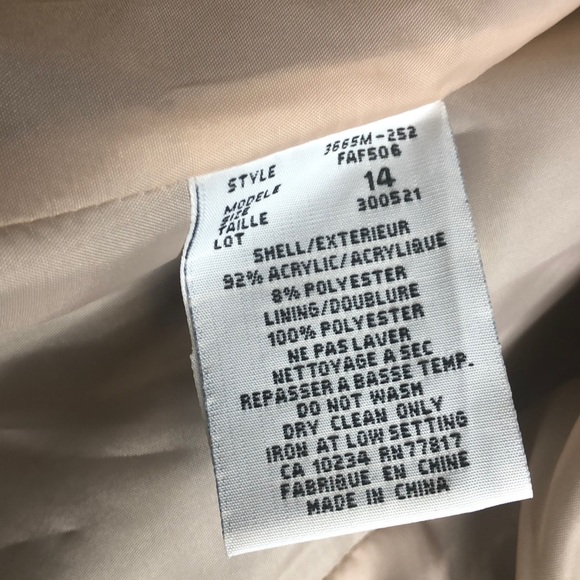 STYLE 3665M-252
MODELE FAF506
SIZE 14
TAILLE
LOT 300521
SHELL/EXTERIEUR
92% ACRYLIC/ACRYLIQUE
8% POLYESTER
LINING/DOUBLURE
100% POLYESTER
NE PAS LAVER
NETTOYAGE A SEC
REPASSER A BASSE TEMP.
DO NOT WASH
DRY CLEAN ONLY
IRON AT LOW SETTING
CA 10234 RN77817
FABRIQUE EN CHINE
MADE IN CHINA